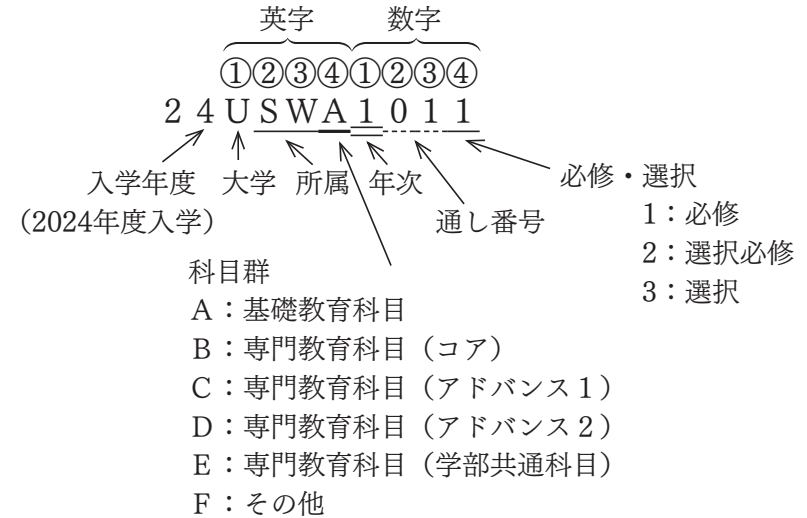 英字 数字
①②③④①②③④
24USWA1011
入学年度 大学 所属 年次 必修・選択
（2024年度入学） 通し番号 1：必修
2：選択必修
科目群 3：選択
A：基礎教育科目
B：専門教育科目（コア）
C：専門教育科目（アドバンス１）
D：専門教育科目（アドバンス２）
E：専門教育科目（学部共通科目）
F：その他